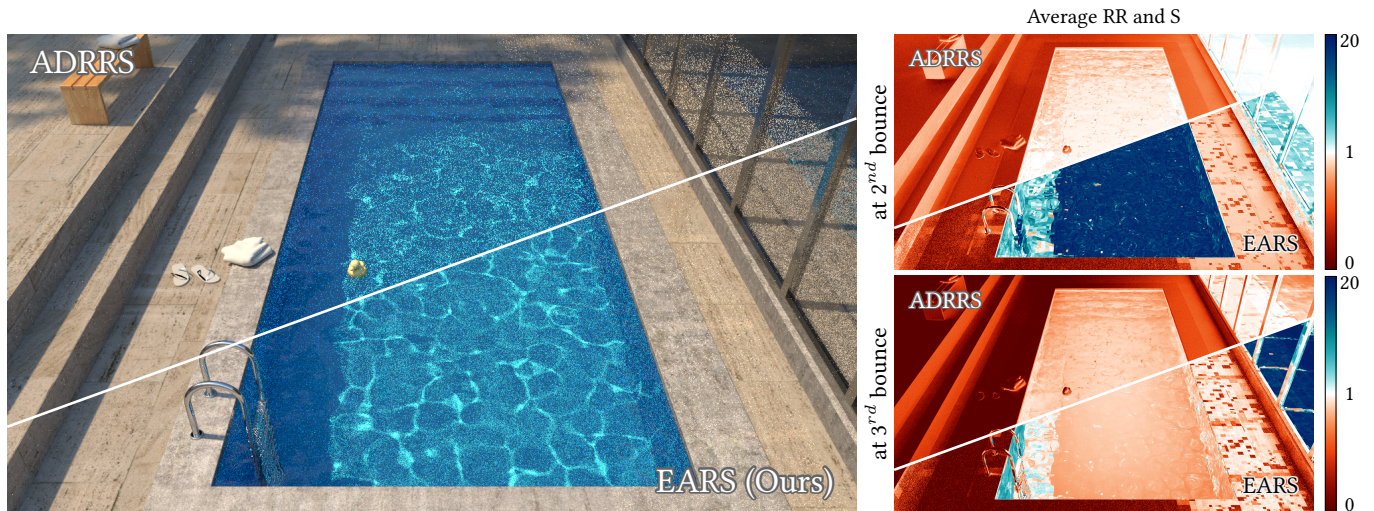 Average RR and S
ADRRS
EARS (Ours)
at 2nd bounce
ADRRS
EARS
20
1
0
at 3rd bounce
ADRRS
EARS
20
1
0